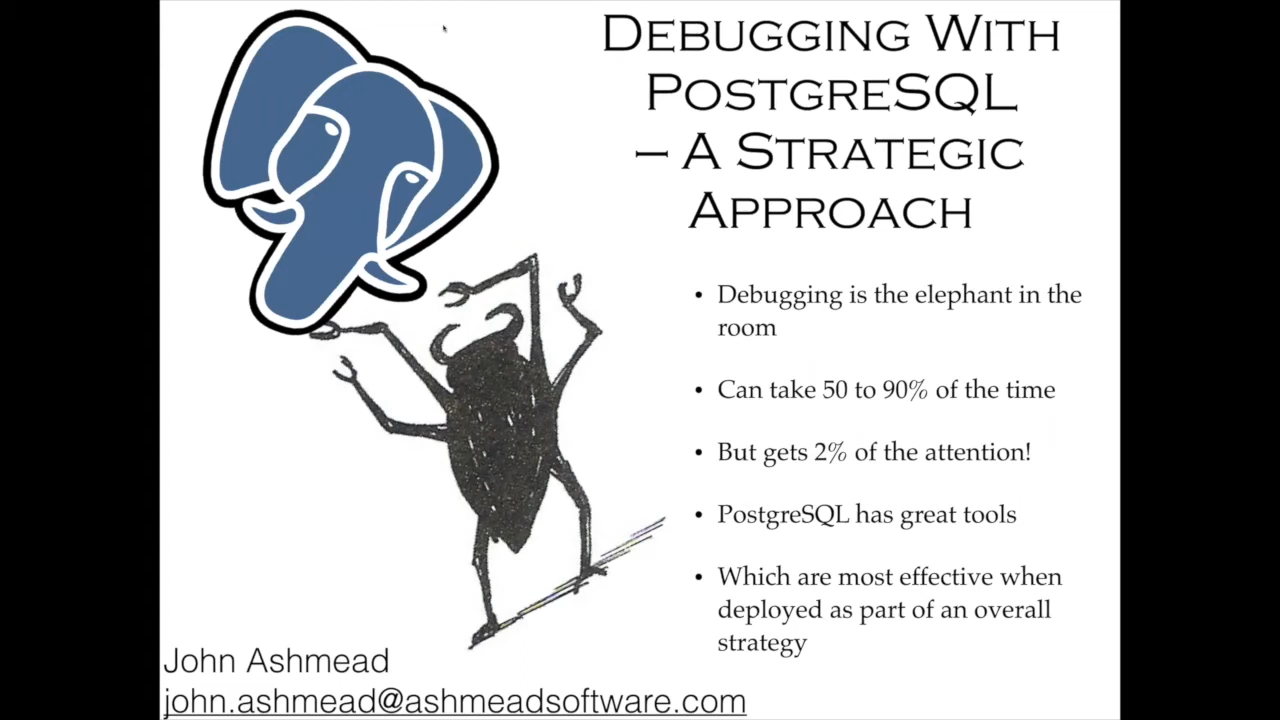 DEBUGGING WITH
POSTGRESQL
– A STRATEGIC
APPROACH
• Debugging is the elephant in the
room
• Can take 50 to 90% of the time
• But gets 2% of the attention!
• PostgreSQL has great tools
• Which are most effective when
deployed as part of an overall
strategy
John Ashmead
john.ashmead@ashmeadsoftware.com